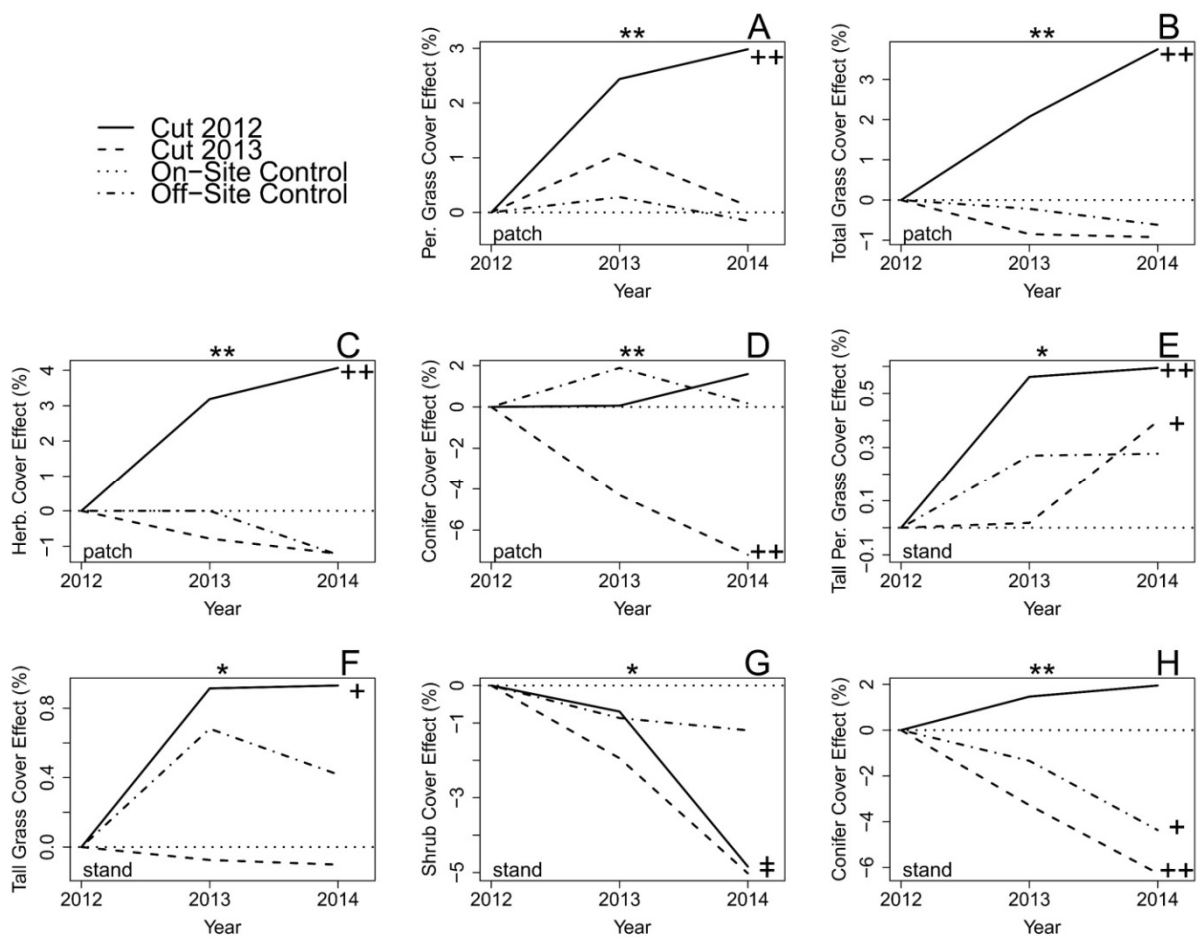 Cut 2012
Cut 2013
On-Site Control
Off-Site Control
A
**
Per. Grass Cover Effect (%)
3
2
1
0
++
patch
2012
2013
2014
Year
B
**
Total Grass Cover Effect (%)
3
2
1
0
-1
++
patch
2012
2013
2014
Year
C
**
Herb. Cover Effect (%)
4
3
2
1
0
-1
++
patch
2012
2013
2014
Year
D
**
Conifer Cover Effect (%)
2
0
-2
-4
-6
++
patch
2012
2013
2014
Year
E
*
Tall Per. Grass Cover Effect (%)
0.5
0.3
0.1
-0.1
++
+
stand
2012
2013
2014
Year
F
*
Tall Grass Cover Effect (%)
0.8
0.4
0.0
+
stand
2012
2013
2014
Year
G
*
Shrub Cover Effect (%)
0
-1
-3
-5
+
+
stand
2012
2013
2014
Year
H
**
Conifer Cover Effect (%)
2
0
-2
-4
-6
+
++
stand
2012
2013
2014
Year